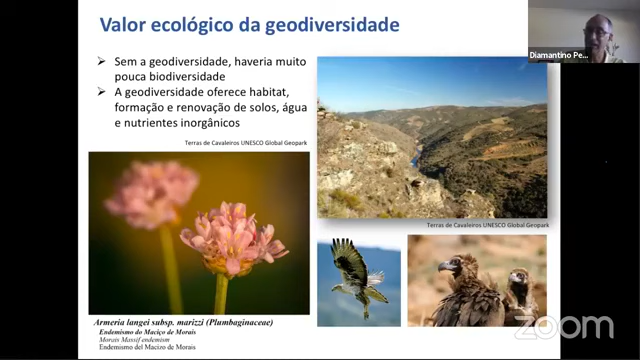 Valor ecológico da geodiversidade
➢ Sem a geodiversidade, haveria muito
pouca biodiversidade
➢ A geodiversidade oferece habitat,
formação e renovação de solos, água
e nutrientes inorgânicos
Terras de Cavaleiros UNESCO Global Geopark
Terras de Cavaleiros UNESCO Global Geopark
Armeria langei subsp. marizzi (Plumbaginaceae)
Endemismo do Maciço de Morais
Morais Massif endemism
Endemismo del Macizo de Morais
Diamantino Pe...
zoom